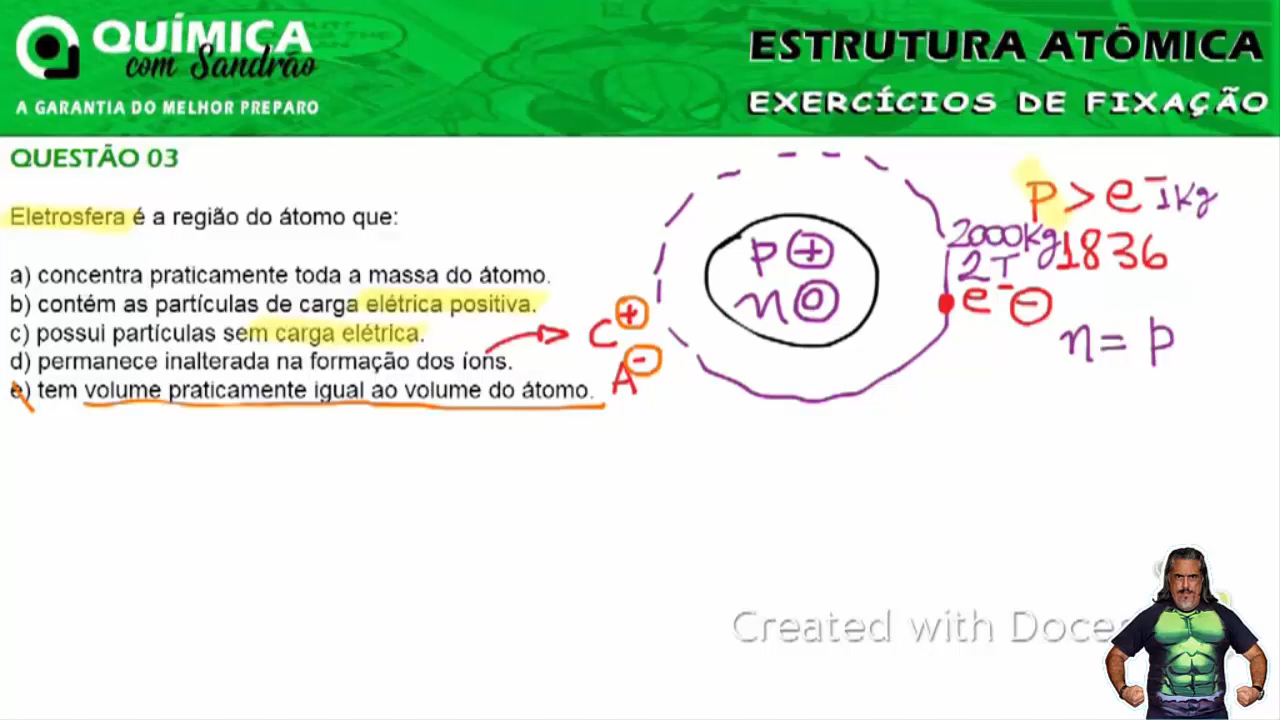 QUÍMICA
com Sandrão
A GARANTIA DO MELHOR PREPARO
ESTRUTURA ATÔMICA
EXERCÍCIOS DE FIXAÇÃO
QUESTÃO 03
Eletrosfera é a região do átomo que:
a) concentra praticamente toda a massa do átomo.
b) contém as partículas de carga elétrica positiva.
c) possui partículas sem carga elétrica.
d) permanece inalterada na formação dos íons.
e) tem volume praticamente igual ao volume do átomo.
C +
A -
p +
n 0
P > e⁻ 1Kg
2000Kg 1836
2T
e⁻ -
n = p
Created with Doce